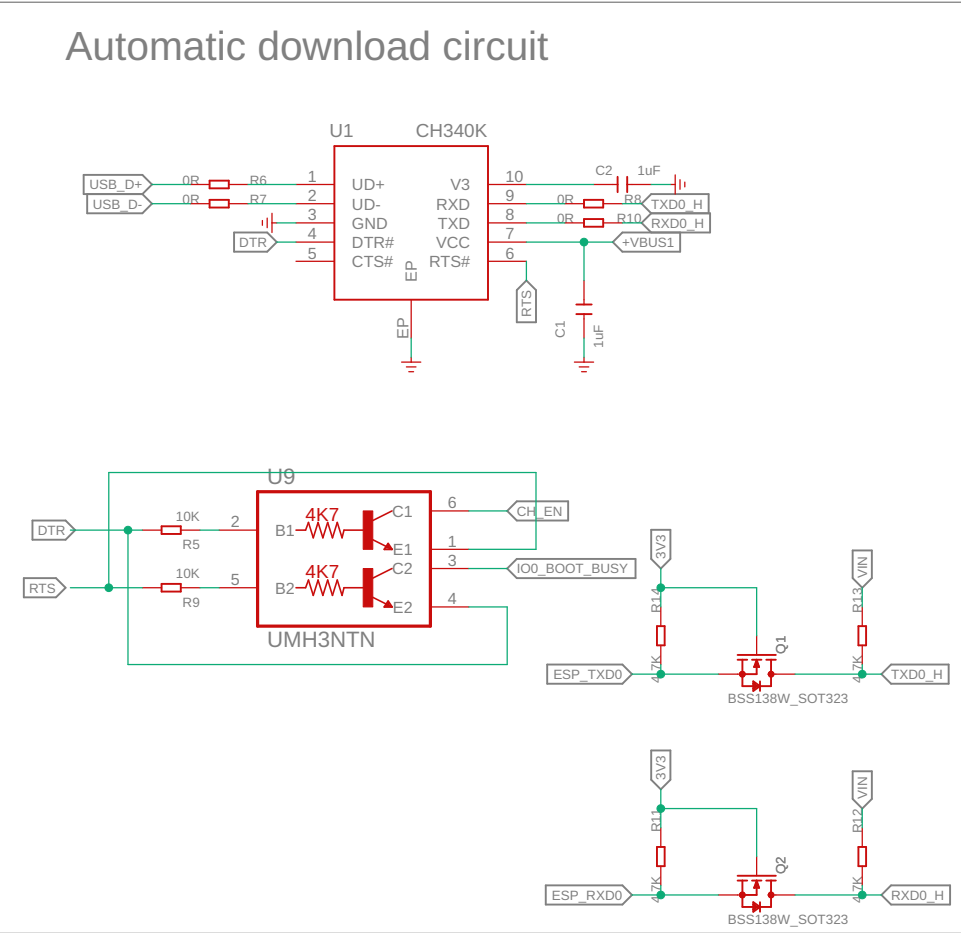 Automatic download circuit
U1 CH340K
USB_D+ 0R R6 1 UD+ V3 10 C2 1uF
USB_D- 0R R7 2 UD- RXD 9 0R R8 TXD0_H
3 GND TXD 8 0R R10 RXD0_H
DTR 4 DTR# VCC 7 +VBUS1
5 CTS# RTS# 6
EP
EP
RTS
C1 1uF
U9
DTR 10K R5 2 B1 4K7 C1 6 CH_EN
E1 1
RTS 10K R9 5 B2 4K7 C2 3 IO0_BOOT_BUSY
E2 4
UMH3NTN
3V3 VIN
R14 R13
Q1
ESP_TXD0 4.7K 4.7K TXD0_H
BSS138W_SOT323
3V3 VIN
R11 R12
Q2
ESP_RXD0 4.7K 4.7K RXD0_H
BSS138W_SOT323